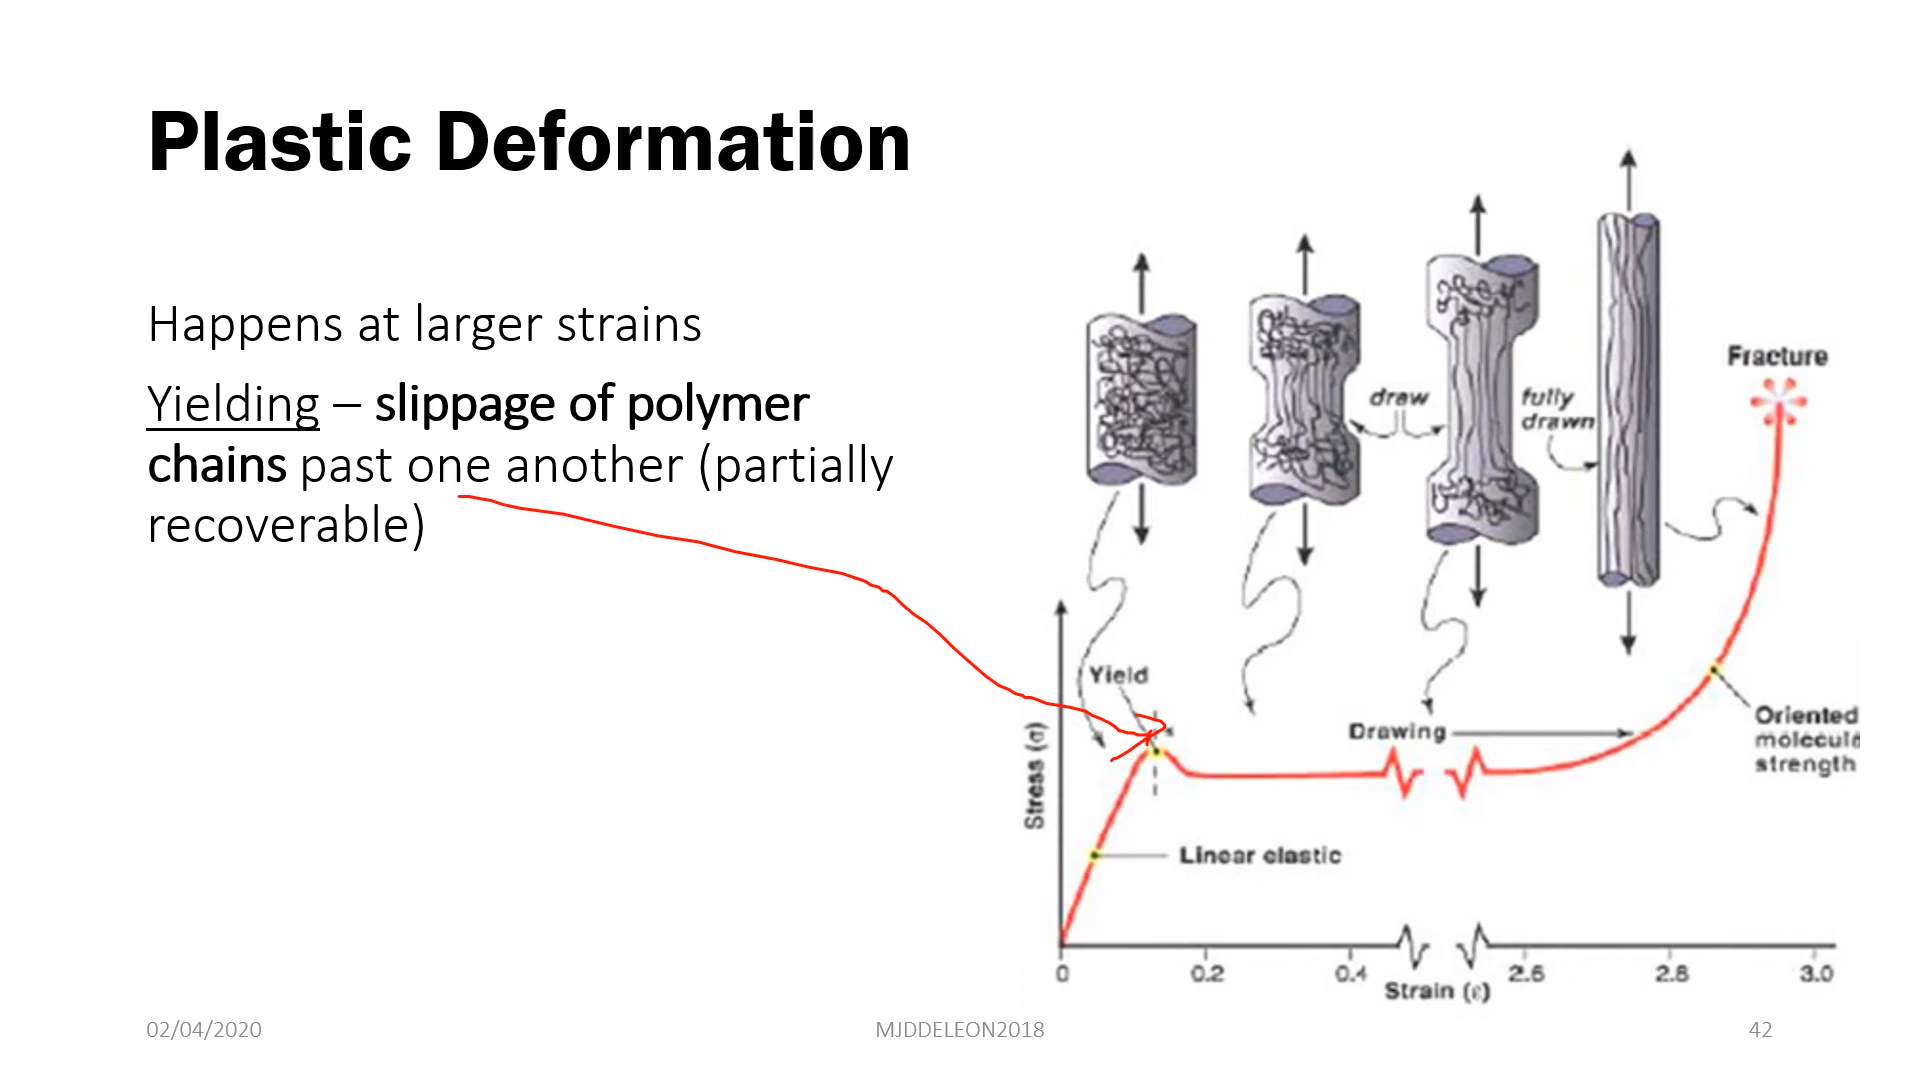 Plastic Deformation
Happens at larger strains
Yielding – slippage of polymer
chains past one another (partially
recoverable)
draw
fully
drawn
Fracture
Yield
Drawing
Oriented
molecule
strength
Linear elastic
Stress (σ)
0
0.2
0.4
2.6
2.8
3.0
Strain (ε)
02/04/2020
MJDDELEON2018
42